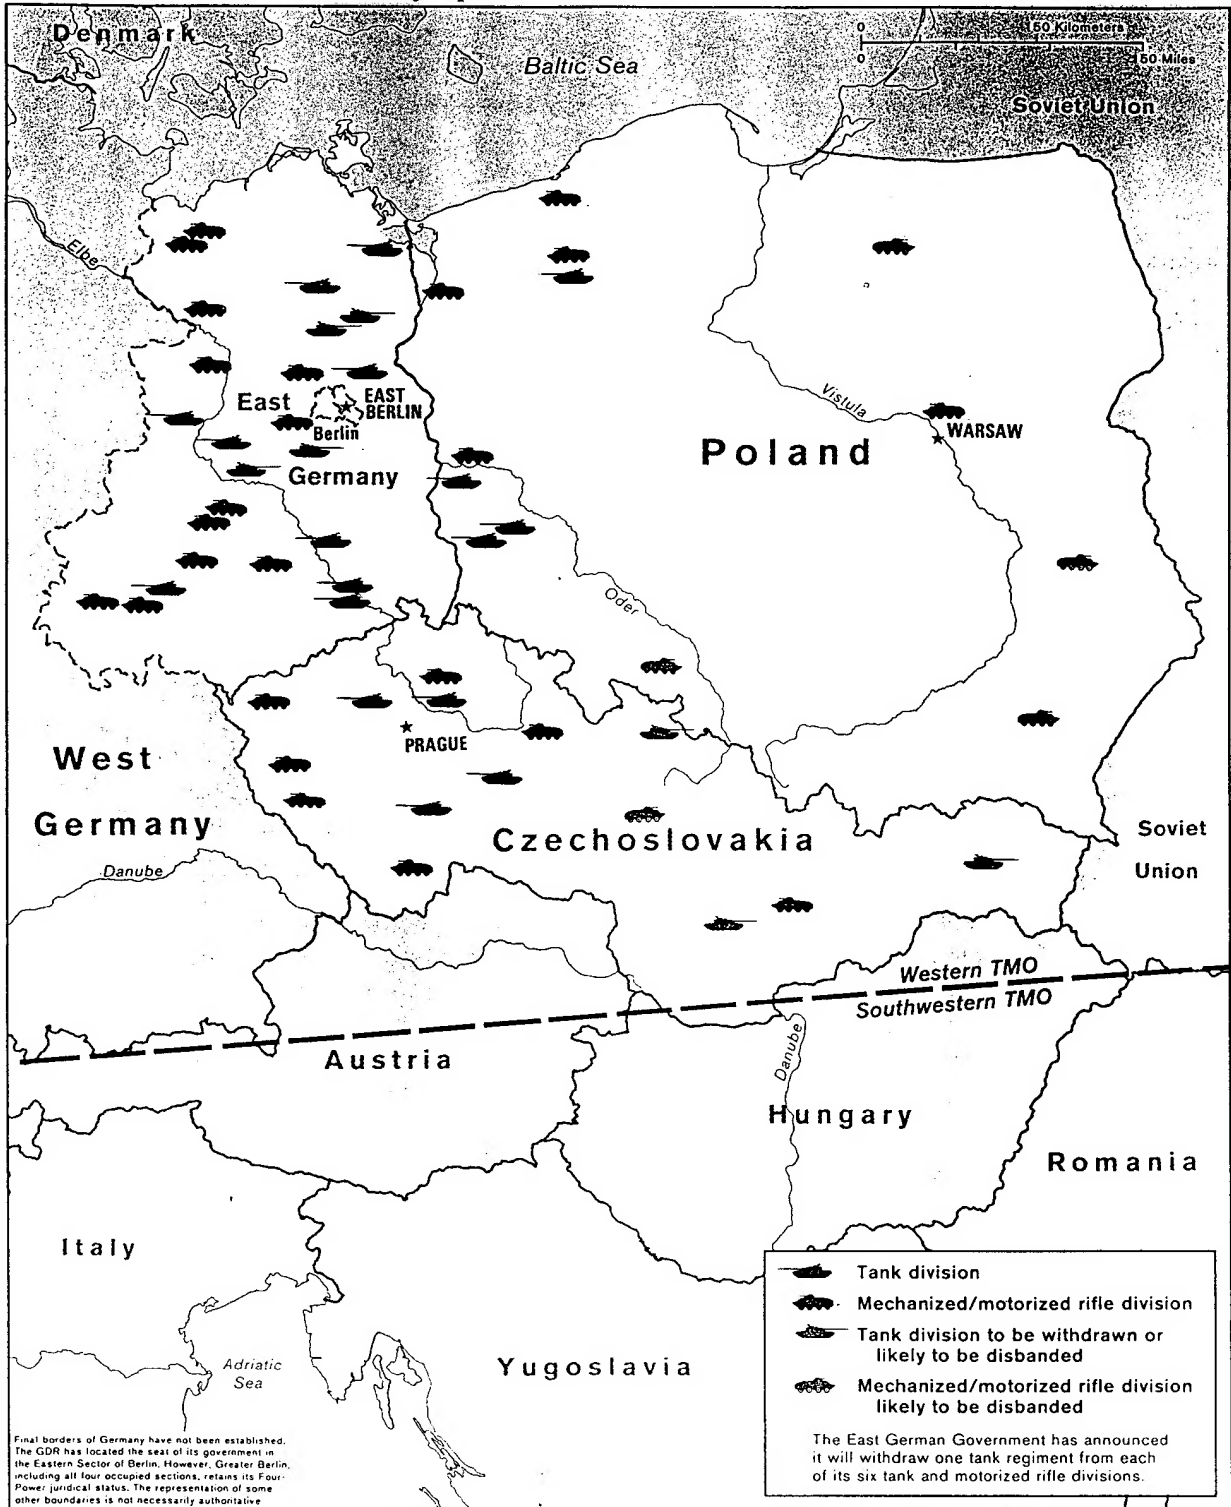 Denmark
Baltic Sea
0 150 Kilometers
0 150 Miles
Soviet Union
Elbe
East
EAST
BERLIN
Berlin
Germany
Vistula
WARSAW
Poland
Oder
PRAGUE
West
Germany
Czechoslovakia
Soviet
Union
Danube
Western TMO
Southwestern TMO
Austria
Danube
Hungary
Romania
Italy
Adriatic
Sea
Yugoslavia
Tank division
Mechanized/motorized rifle division
Tank division to be withdrawn or
likely to be disbanded
Mechanized/motorized rifle division
likely to be disbanded
The East German Government has announced
it will withdraw one tank regiment from each
of its six tank and motorized rifle divisions.
Final borders of Germany have not been established.
The GDR has located the seat of its government in
the Eastern Sector of Berlin. However, Greater Berlin,
including all four occupied sections, retains its Four-
Power juridical status. The representation of some
other boundaries is not necessarily authoritative